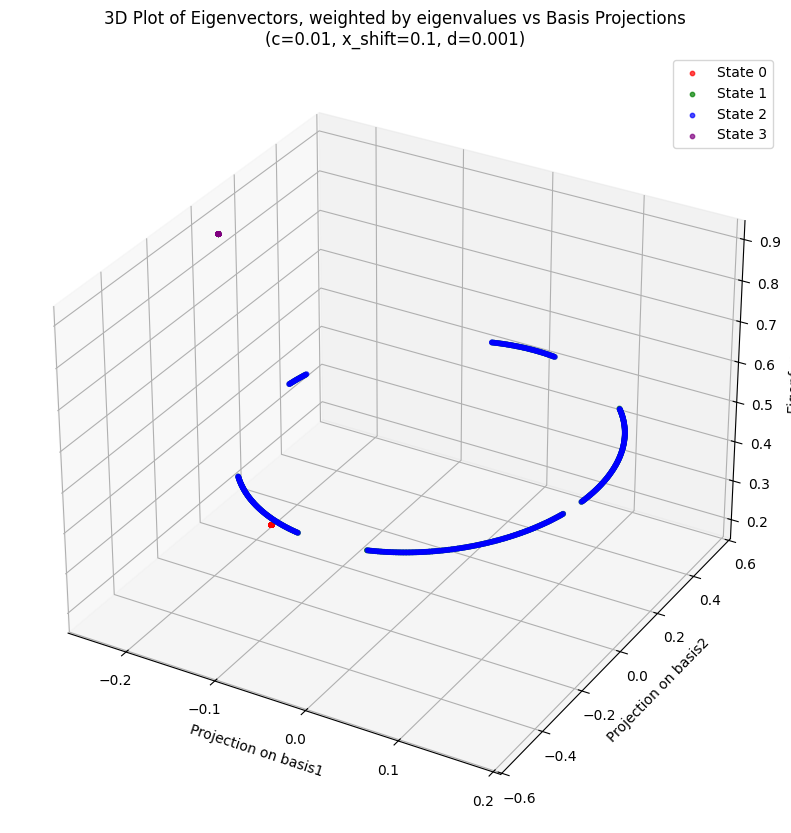 3D Plot of Eigenvectors, weighted by eigenvalues vs Basis Projections
(c=0.01, x_shift=0.1, d=0.001)
State 0
State 1
State 2
State 3
0.9
0.8
0.7
0.6
0.5
0.4
0.3
0.2
0.6
0.4
0.2
0.0
−0.2
−0.4
−0.6
Projection on basis2
−0.2
−0.1
0.0
0.1
0.2
Projection on basis1